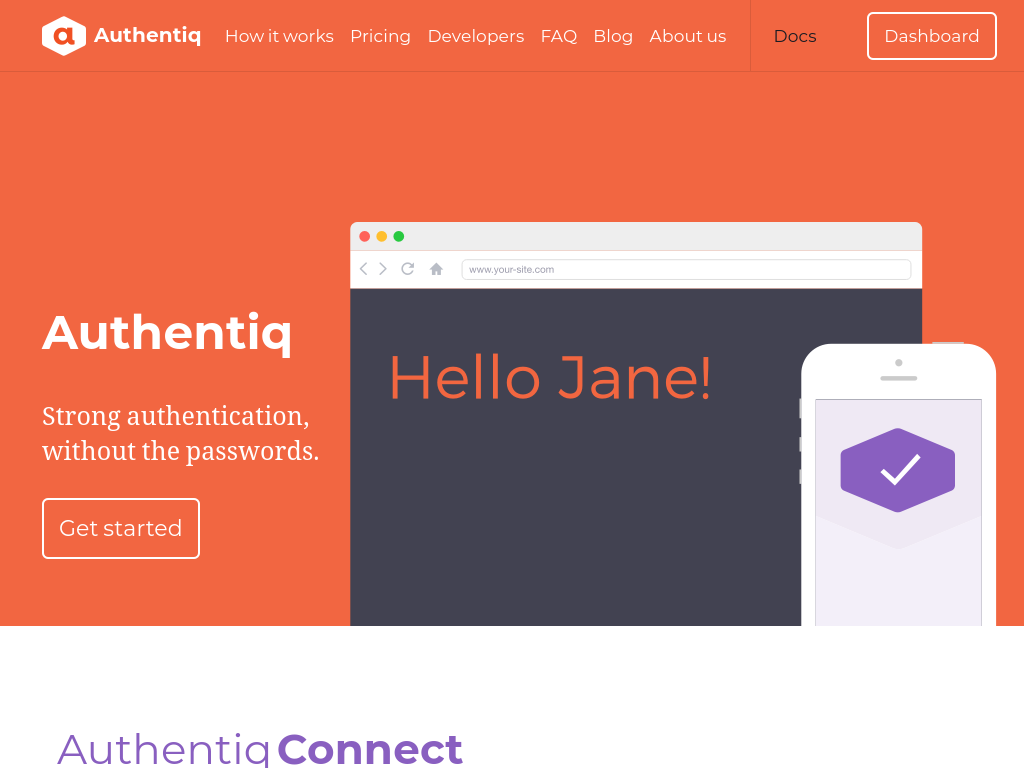 Authentiq How it works Pricing Developers FAQ Blog About us Docs Dashboard
www.your-site.com
Authentiq
Hello Jane!
Strong authentication,
without the passwords.
Get started
Authentiq Connect